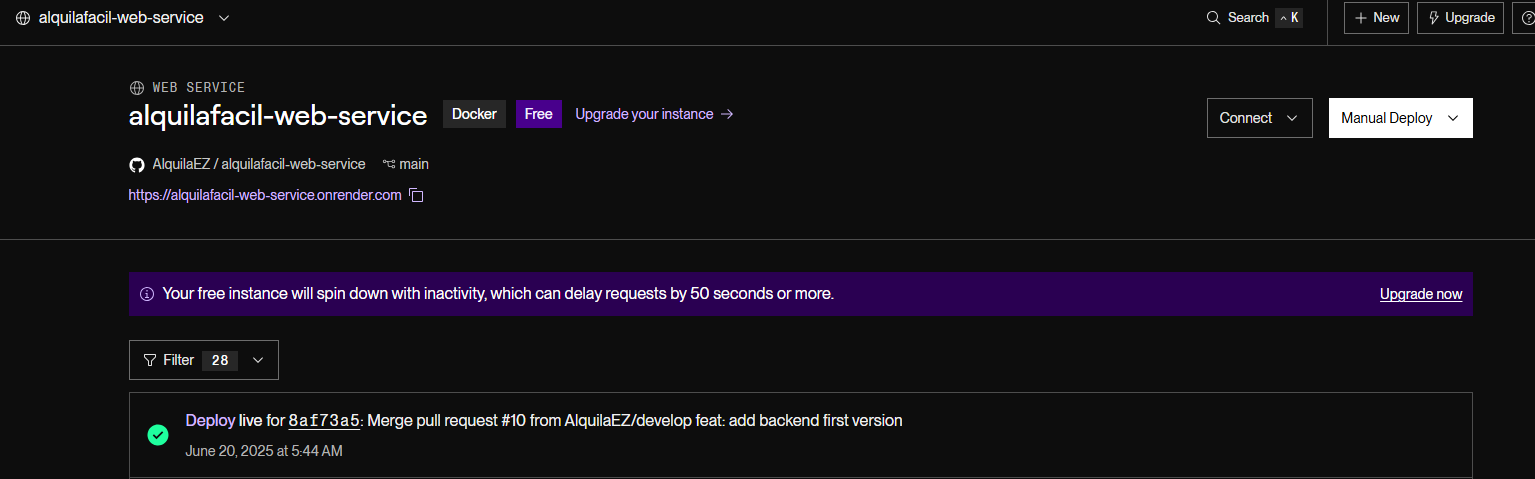 alquilafacil-web-service
Search ^ K
+ New
Upgrade
WEB SERVICE
alquilafacil-web-service Docker Free Upgrade your instance →
Connect
Manual Deploy
AlquilaEZ / alquilafacil-web-service main
https://alquilafacil-web-service.onrender.com
Your free instance will spin down with inactivity, which can delay requests by 50 seconds or more.
Upgrade now
Filter 28
Deploy live for 8af73a5: Merge pull request #10 from AlquilaEZ/develop feat: add backend first version
June 20, 2025 at 5:44 AM